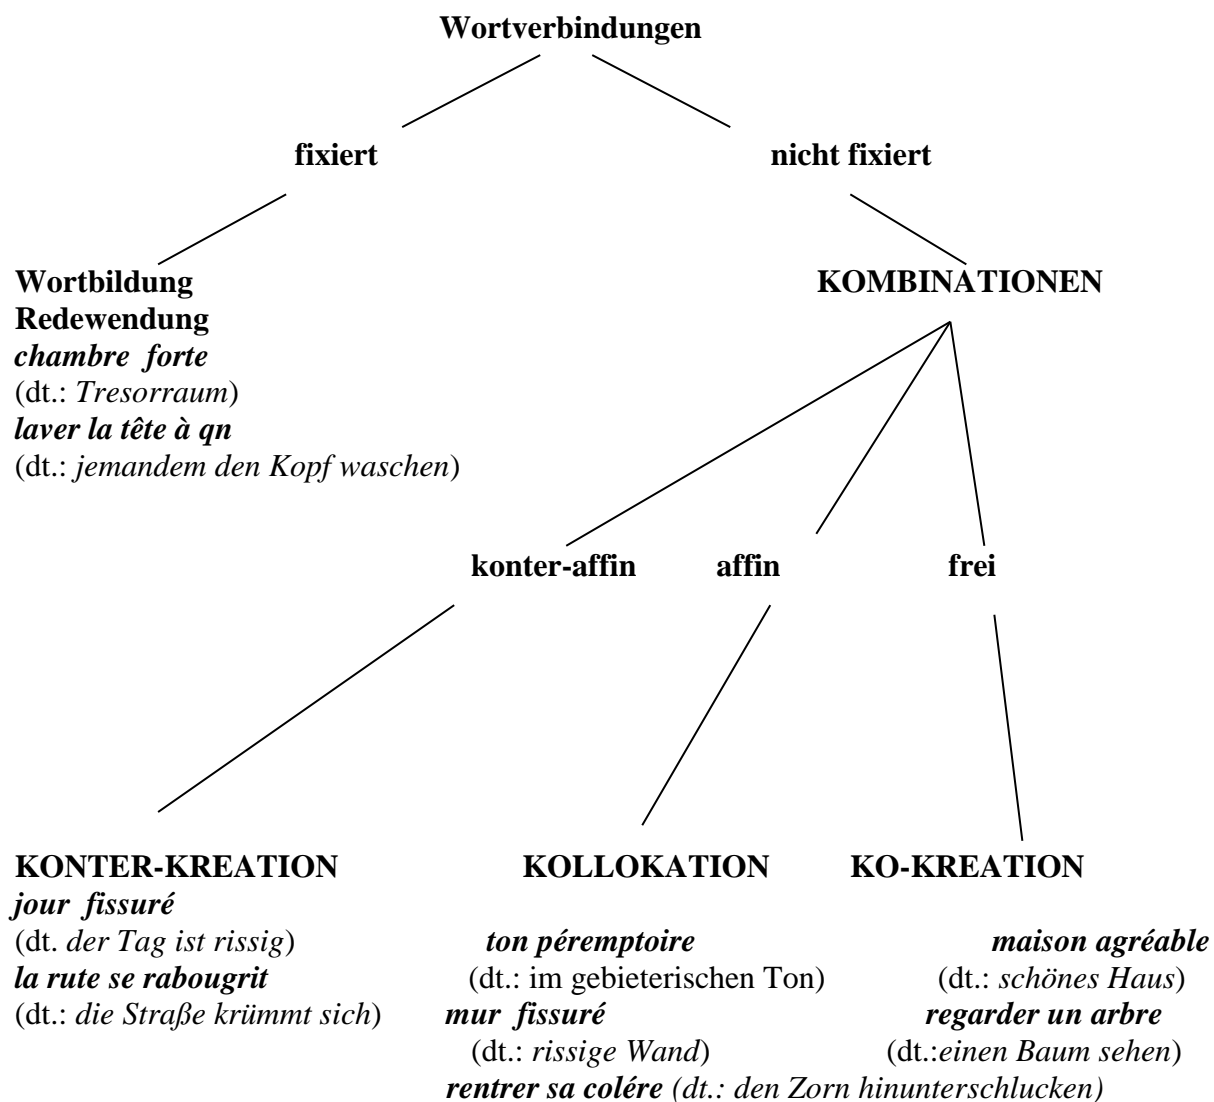 Wortverbindungen
fixiert
nicht fixiert
Wortbildung
Redewendung
chambre forte
(dt.: Tresorraum)
laver la tête à qn
(dt.: jemandem den Kopf waschen)
KOMBINATIONEN
konter-affin
affin
frei
KONTER-KREATION
jour fissuré
(dt. der Tag ist rissig)
la rute se rabougrit
(dt.: die Straße krümmt sich)
KOLLOKATION
ton péremptoire
(dt.: im gebieterischen Ton)
mur fissuré
(dt.: rissige Wand)
rentrer sa colére (dt.: den Zorn hinunterschlucken)
KO-KREATION
maison agréable
(dt.: schönes Haus)
regarder un arbre
(dt.:einen Baum sehen)